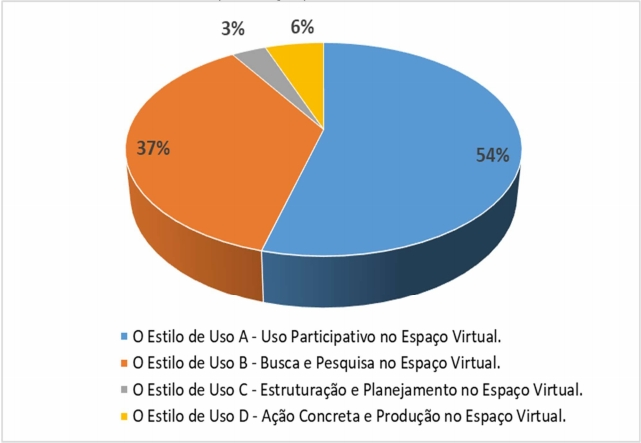 3%
6%
37%
54%
O Estilo de Uso A - Uso Participativo no Espaço Virtual.
O Estilo de Uso B - Busca e Pesquisa no Espaço Virtual.
O Estilo de Uso C - Estruturação e Planejamento no Espaço Virtual.
O Estilo de Uso D - Ação Concreta e Produção no Espaço Virtual.